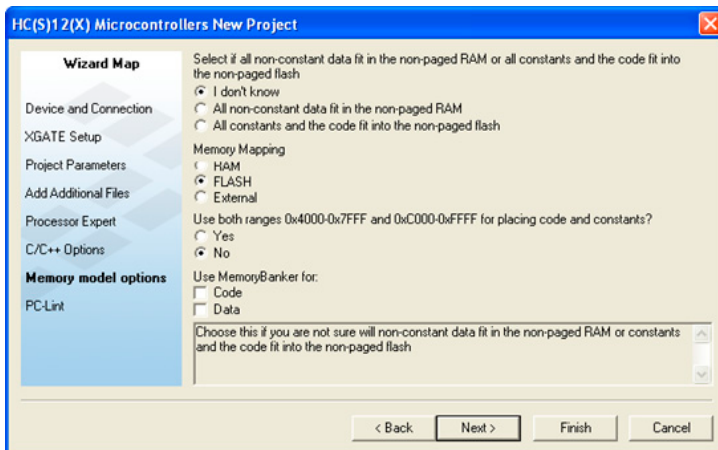 HC(S)12(X) Microcontrollers New Project
Wizard Map
Device and Connection
XGATE Setup
Project Parameters
Add Additional Files
Processor Expert
C/C++ Options
Memory model options
PC-Lint
Select if all non-constant data fit in the non-paged RAM or all constants and the code fit into
the non-paged flash
I don't know
All non-constant data fit in the non-paged RAM
All constants and the code fit into the non-paged flash
Memory Mapping
RAM
FLASH
External
Use both ranges 0x4000-0x7FFF and 0xC000-0xFFFF for placing code and constants?
Yes
No
Use MemoryBanker for:
Code
Data
Choose this if you are not sure will non-constant data fit in the non-paged RAM or constants
and the code fit into the non-paged flash
< Back
Next >
Finish
Cancel